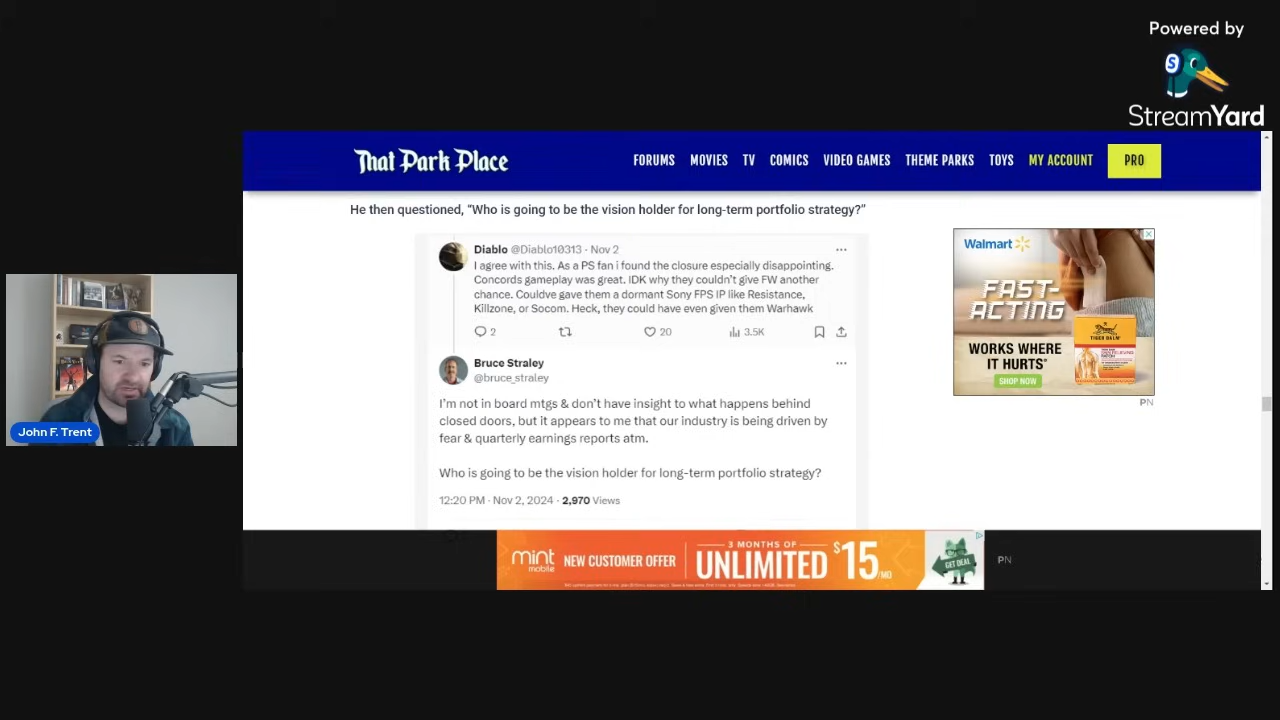 Powered by
S
StreamYard
That Park Place
FORUMS MOVIES TV COMICS VIDEO GAMES THEME PARKS TOYS MY ACCOUNT PRO
He then questioned, “Who is going to be the vision holder for long-term portfolio strategy?”
Diablo @Diablo10313 · Nov 2
I agree with this. As a PS fan i found the closure especially disappointing.
Concords gameplay was great. IDK why they couldn't give FW another
chance. Couldve gave them a dormant Sony FPS IP like Resistance,
Killzone, or Socom. Heck, they could have even given them Warhawk
2 20 3.5K
Bruce Straley
@bruce_straley
I'm not in board mtgs & don't have insight to what happens behind
closed doors, but it appears to me that our industry is being driven by
fear & quarterly earnings reports atm.
Who is going to be the vision holder for long-term portfolio strategy?
12:20 PM · Nov 2, 2024 · 2,970 Views
Walmart
FAST-
ACTING
WORKS WHERE
IT HURTS*
SHOP NOW
TIGER BALM
PN
John F. Trent
mint
mobile
NEW CUSTOMER OFFER
3 MONTHS OF
UNLIMITED $15/MO
GET DEAL
PN